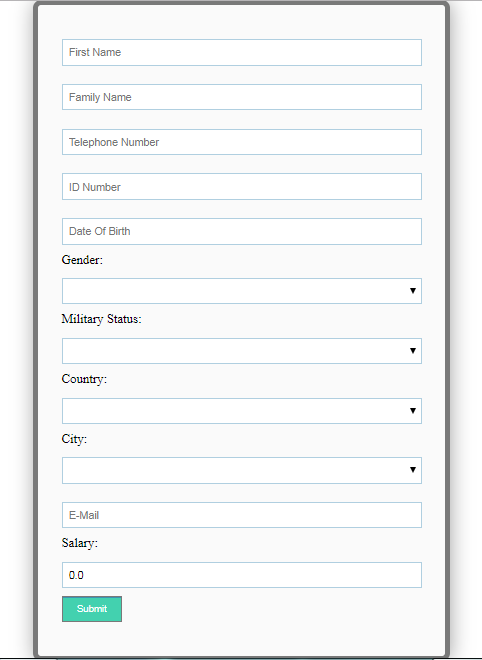 First Name
Family Name
Telephone Number
ID Number
Date Of Birth
Gender:
Military Status:
Country:
City:
E-Mail
Salary:
0.0
Submit